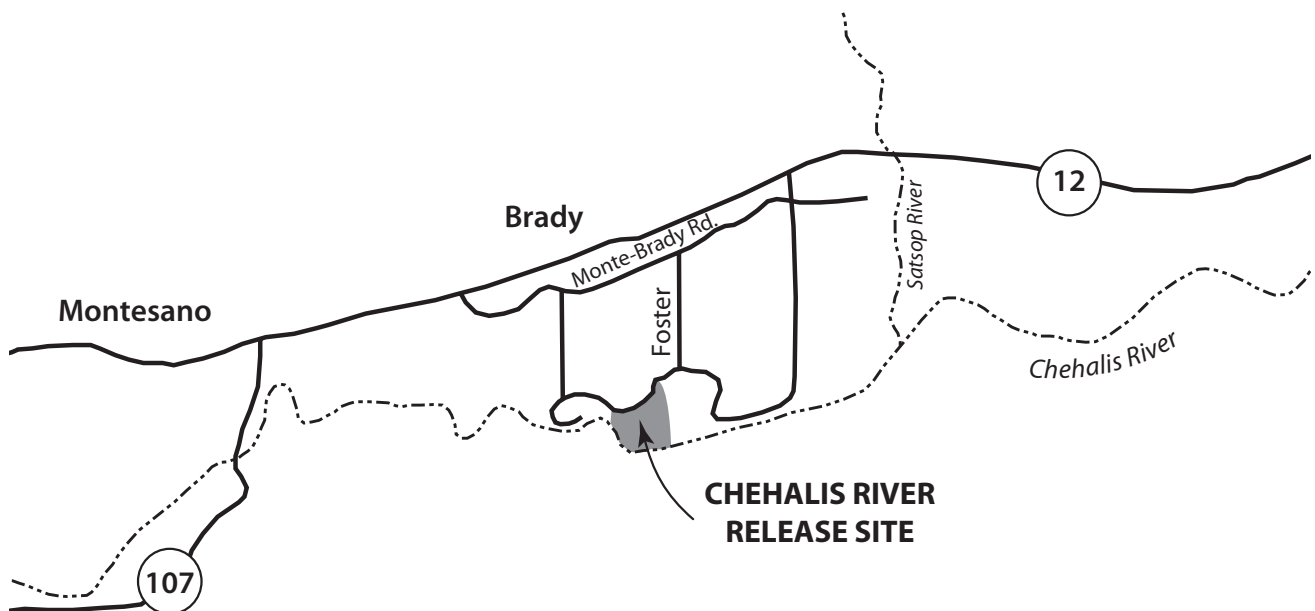 12
Satsop River
Brady
Monte-Brady Rd.
Montesano
Foster
Chehalis River
CHEHALIS RIVER
RELEASE SITE
107